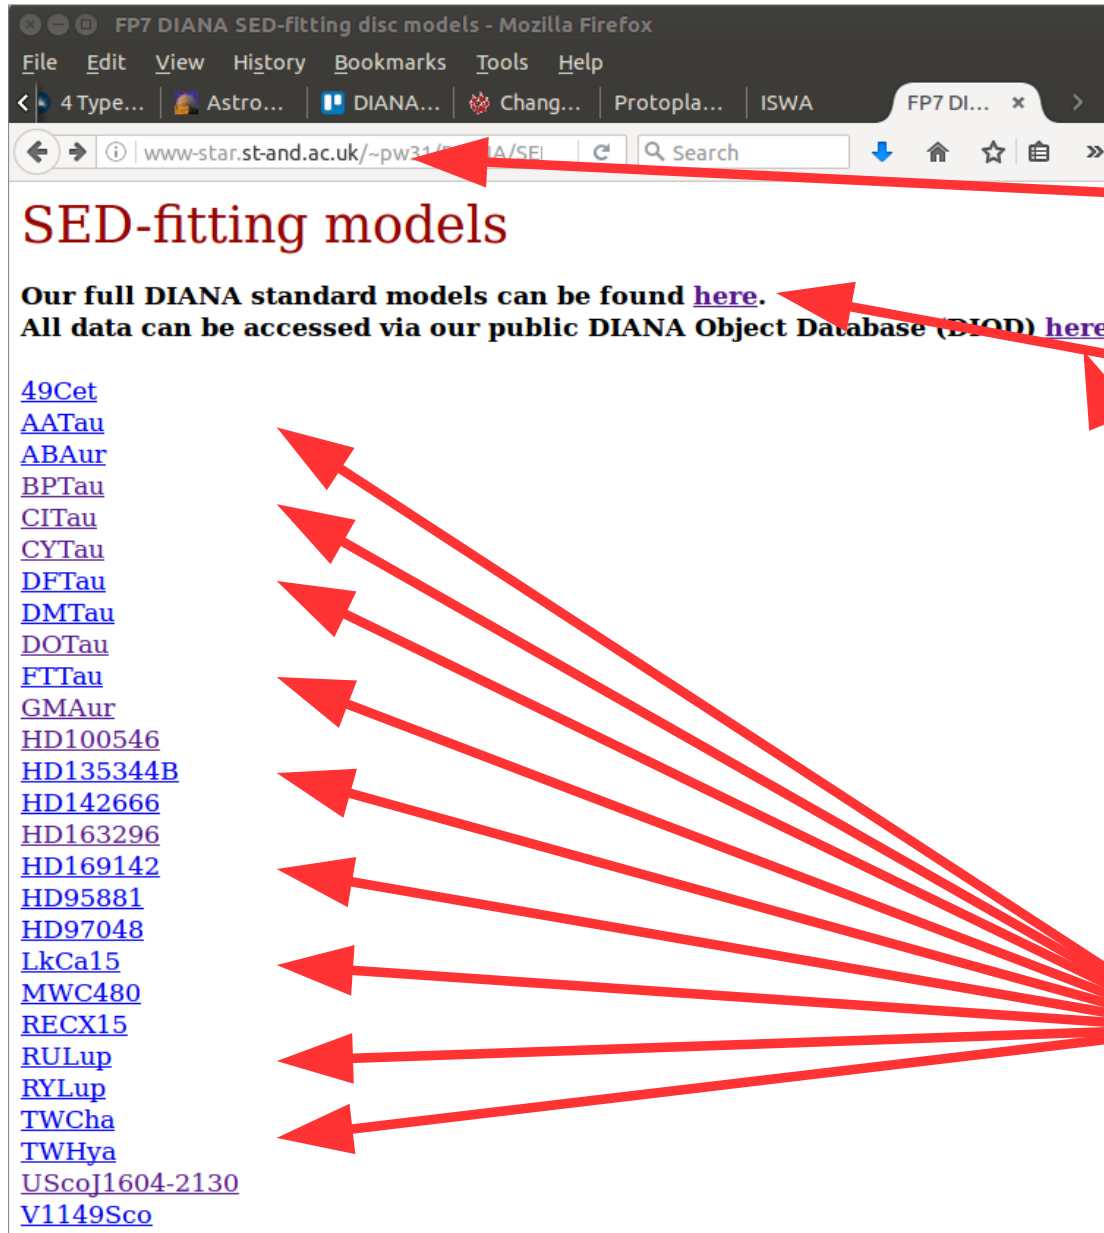 FP7 DIANA SED-fitting disc models - Mozilla Firefox
File Edit View History Bookmarks Tools Help
4 Type... Astro... DIANA... Chang... Protopla... ISWA FP7 DI...
www-star.st-and.ac.uk/~pw31/ Search
SED-fitting models
Our full DIANA standard models can be found here.
All data can be accessed via our public DIANA Object Database (DIOD) here
49Cet
AATau
ABAur
BPTau
CITau
CYTau
DFTau
DMTau
DOTau
FTTau
GMAur
HD100546
HD135344B
HD142666
HD163296
HD169142
HD95881
HD97048
LkCa15
MWC480
RECX15
RULup
RYLup
TWCha
TWHya
UScoJ1604-2130
V1149Sco